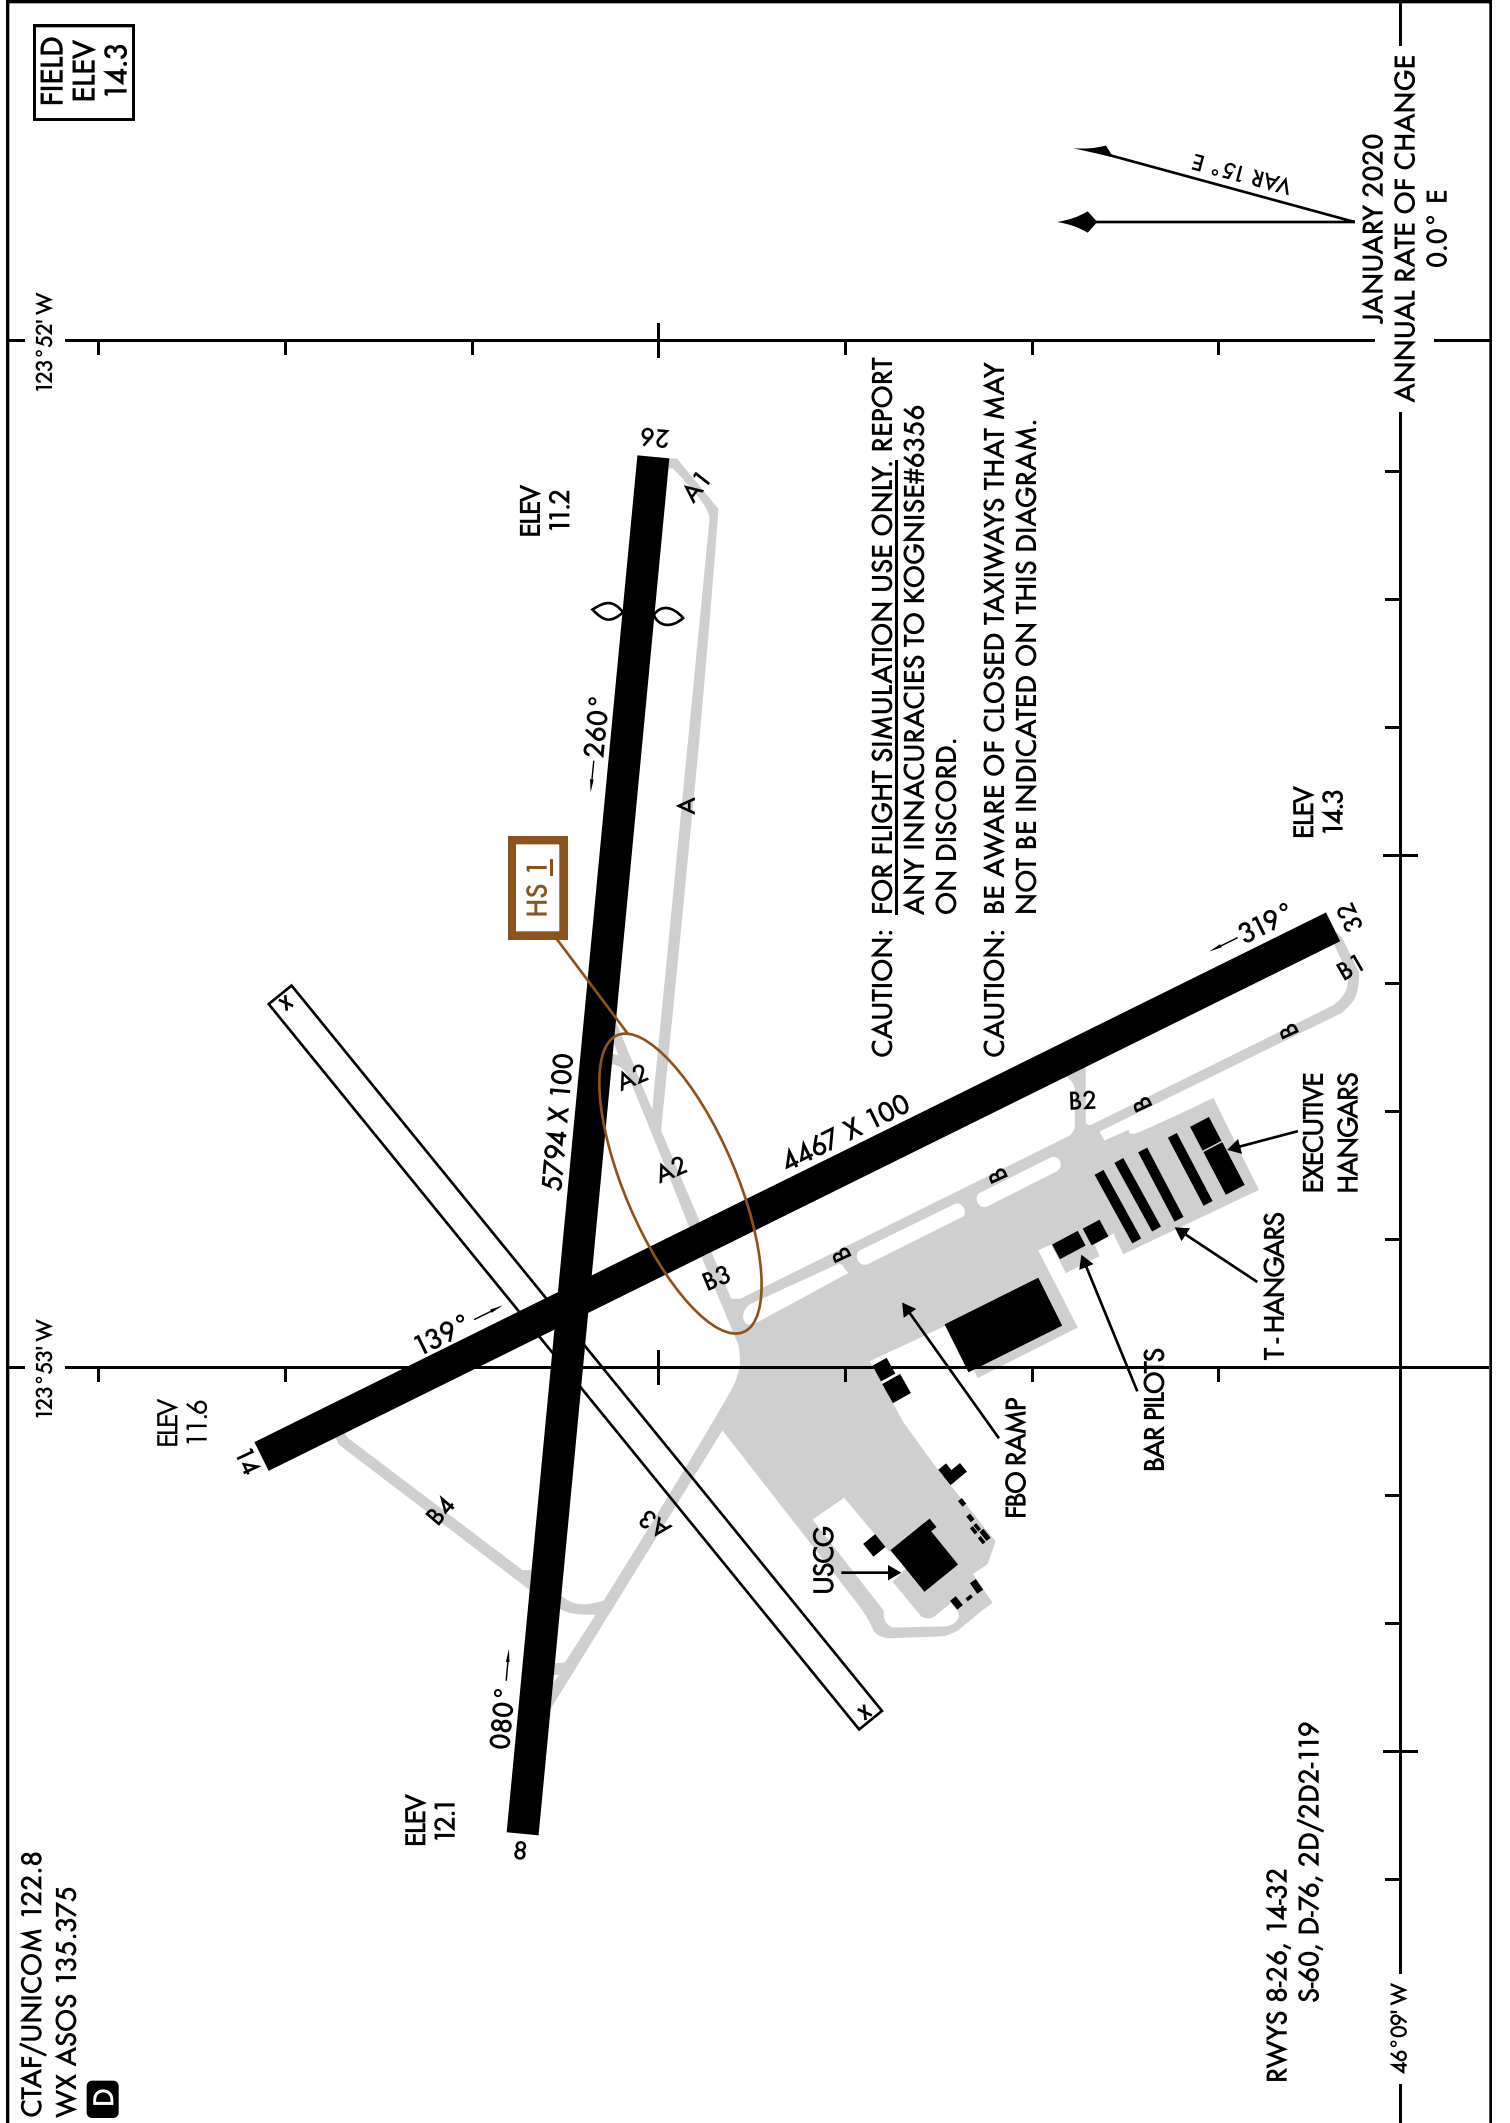 CTAF/UNICOM 122.8
WX ASOS 135.375
D
FIELD
ELEV
14.3
123°53' W
123°52' W
ELEV
11.6
14
139°
ELEV
12.1
8
080°
5794 X 100
260°
ELEV
11.2
26
HS 1
X
X
B4
A3
A2
A2
A
A1
B3
4467 X 100
B
B
B2
B
B
B1
319°
32
ELEV
14.3
USCG
FBO RAMP
BAR PILOTS
T - HANGARS
EXECUTIVE
HANGARS
CAUTION: FOR FLIGHT SIMULATION USE ONLY. REPORT
ANY INNACURACIES TO KOGNISE#6356
ON DISCORD.
CAUTION: BE AWARE OF CLOSED TAXIWAYS THAT MAY
NOT BE INDICATED ON THIS DIAGRAM.
VAR 15° E
JANUARY 2020
ANNUAL RATE OF CHANGE
0.0° E
RWYS 8-26, 14-32
S-60, D-76, 2D/2D2-119
46°09' W